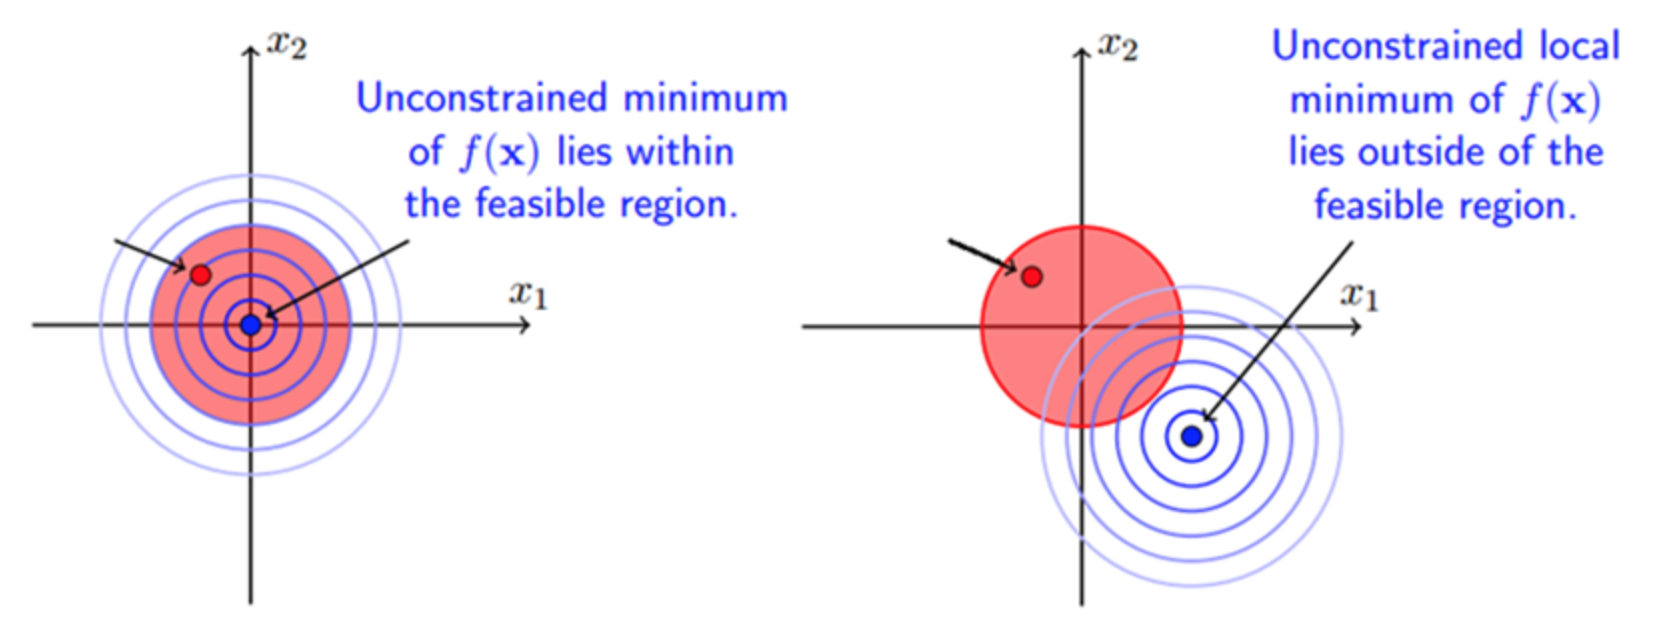 x₂
Unconstrained minimum
of f(x) lies within
the feasible region.
x₁
x₂
Unconstrained local
minimum of f(x)
lies outside of the
feasible region.
x₁